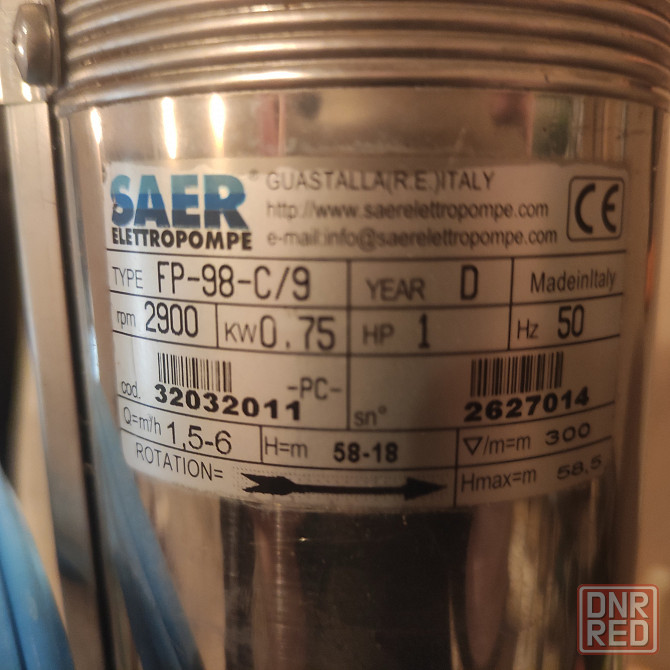 SAER ® GUASTALLA(R.E.)ITALY
http://www.saerelettropompe.com
ELETTROPOMPE e-mail:info@saerelettropompe.com CE
TYPE FP-98-C/9 YEAR D MadeinItaly
rpm 2900 KW 0.75 HP 1 Hz 50
cod. 32032011 -PC- sn° 2627014
Q=m³/h 1,5-6 H=m 58-18 ∇/m=m 300
ROTATION= Hmax=m 58,5
DNR
RED